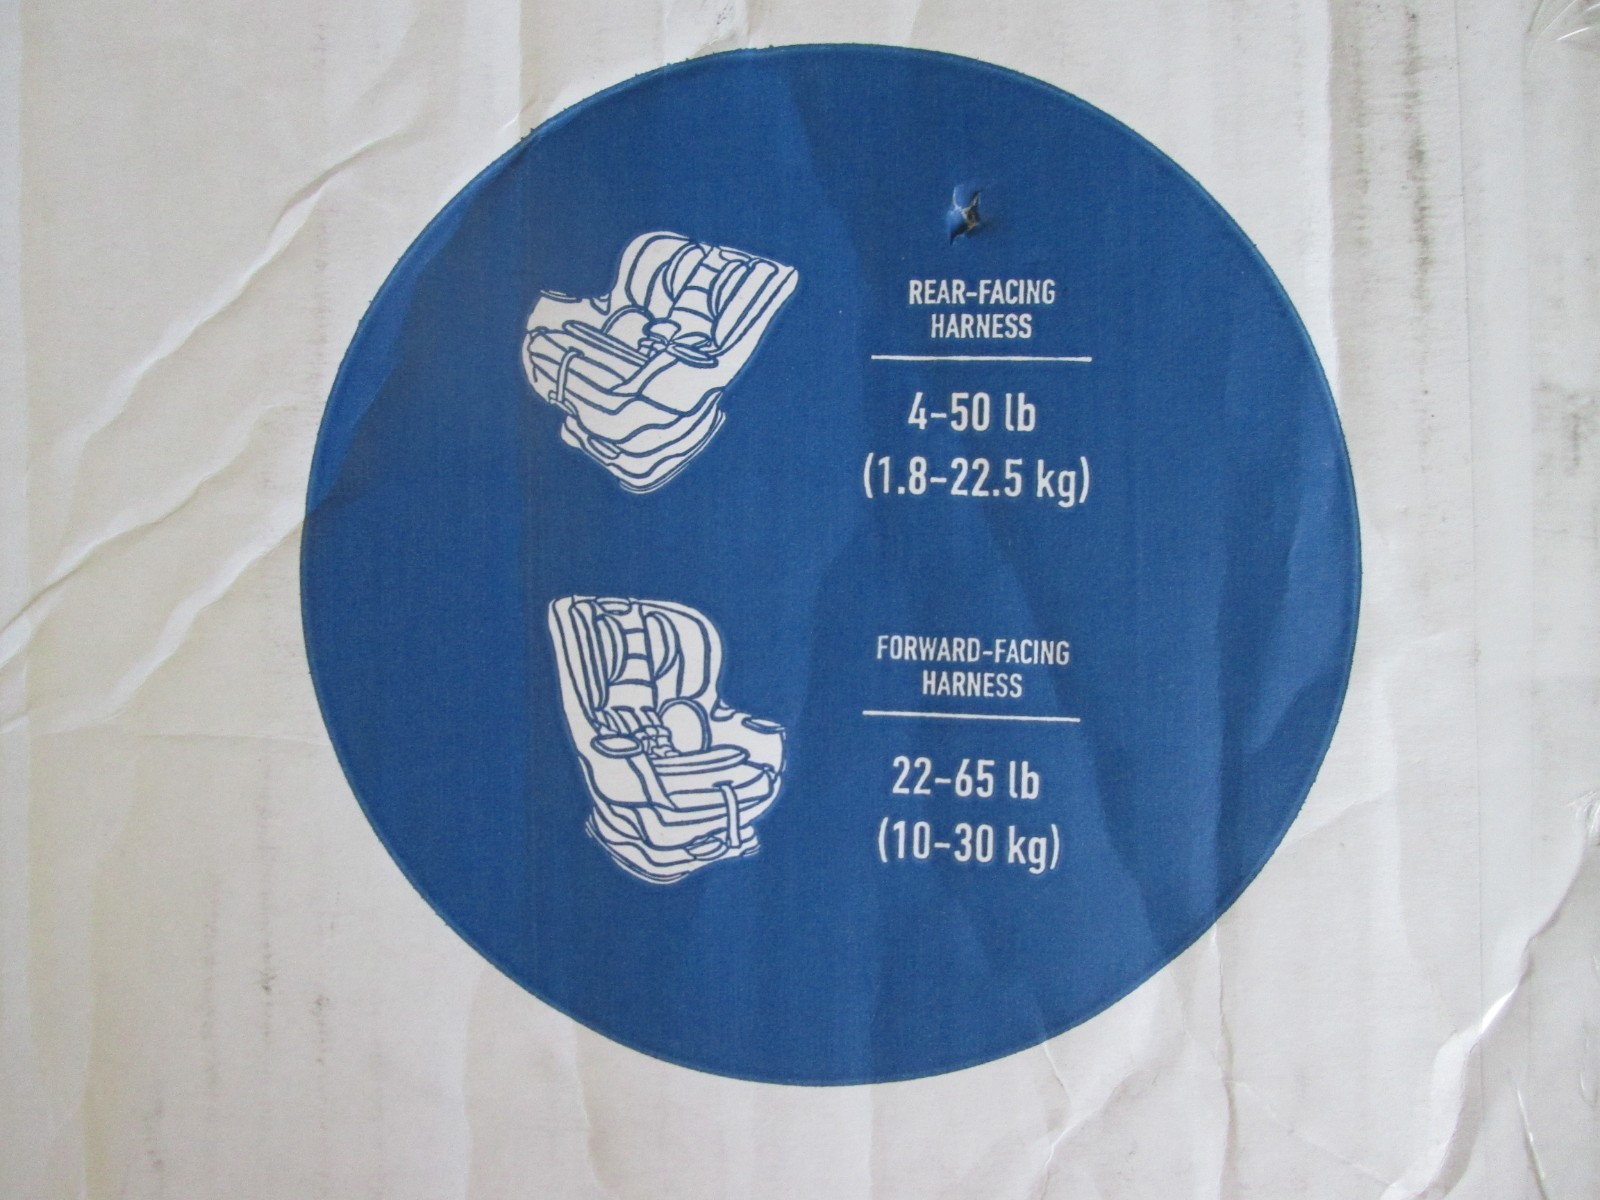 REAR-FACING
HARNESS
4-50 lb
(1.8-22.5 kg)
FORWARD-FACING
HARNESS
22-65 lb
(10-30 kg)